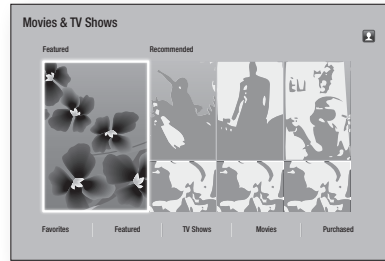 Movies & TV Shows
Featured Recommended
Favorites Featured TV Shows Movies Purchased